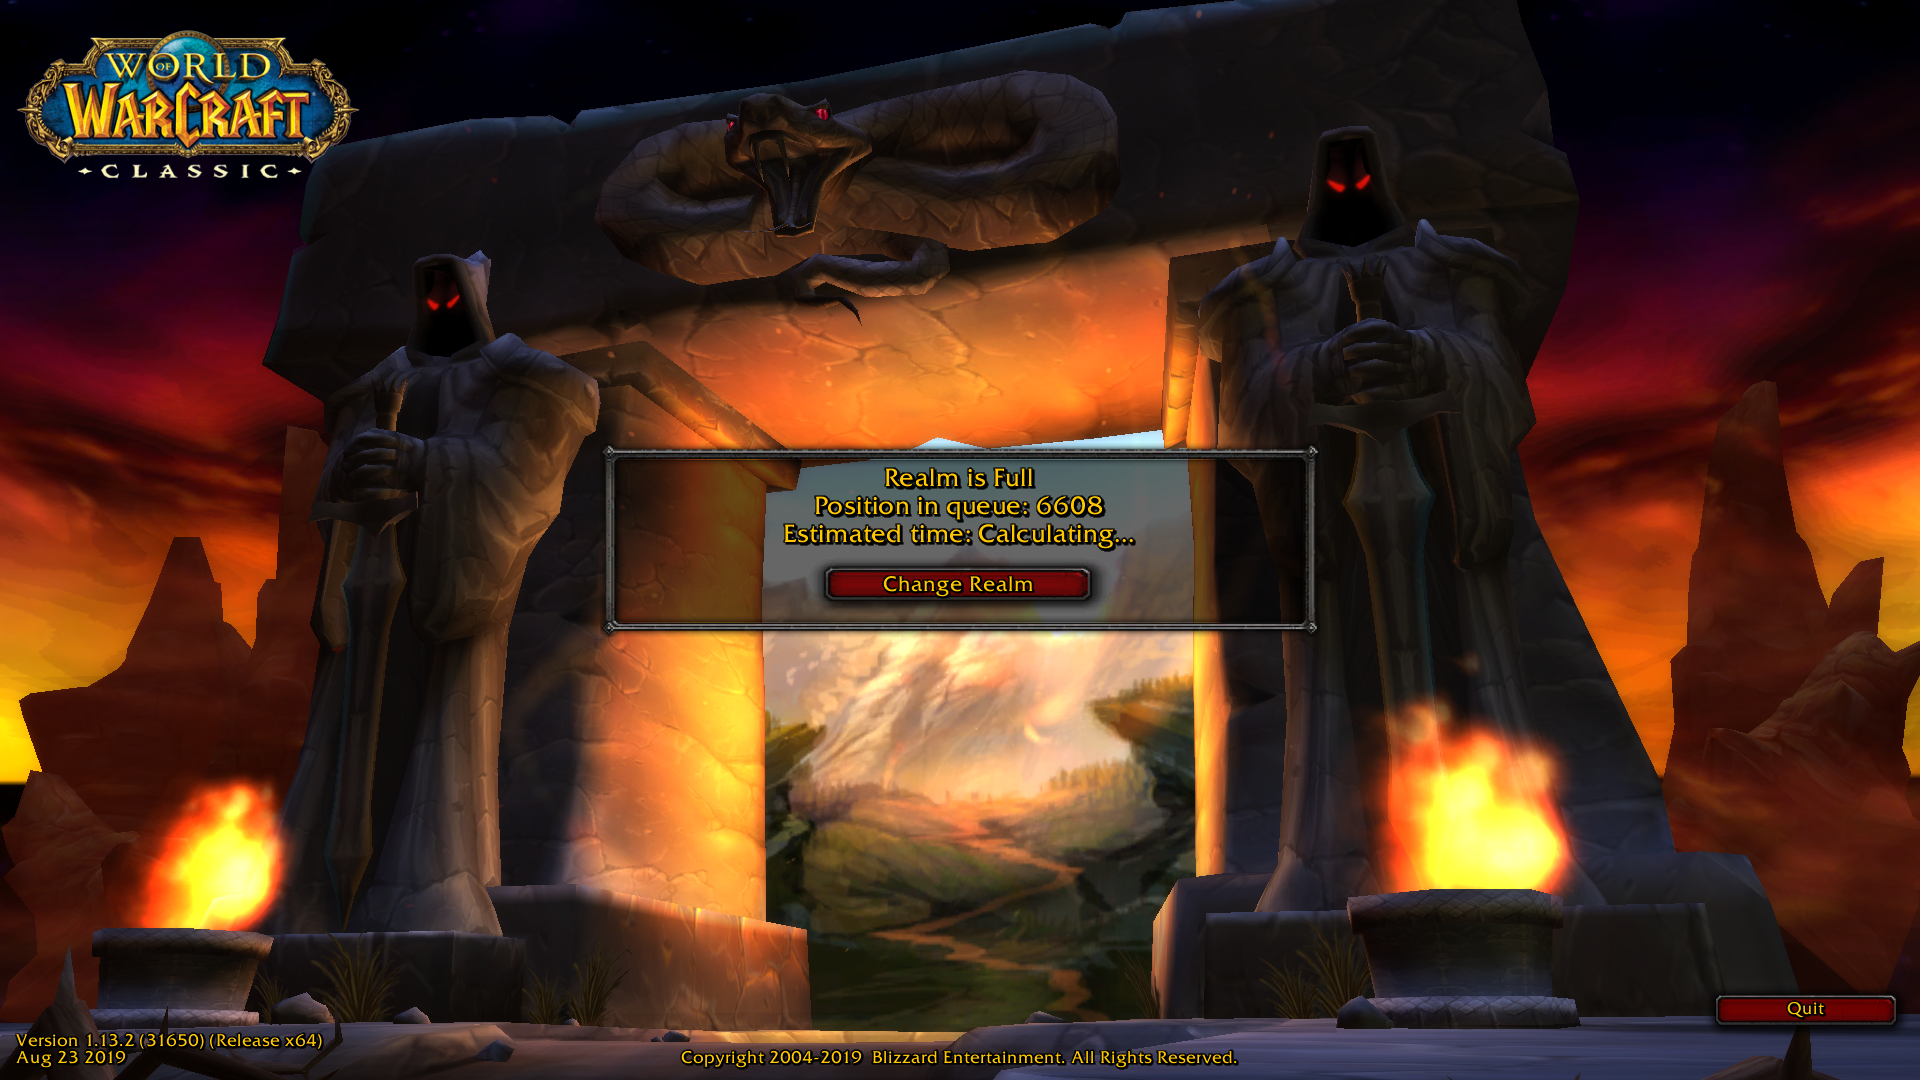 WORLD
OF
WARCRAFT
CLASSIC
Realm is Full
Position in queue: 6608
Estimated time: Calculating...
Change Realm
Quit
Version 1.13.2 (31650) (Release x64)
Aug 23 2019
Copyright 2004-2019 Blizzard Entertainment. All Rights Reserved.